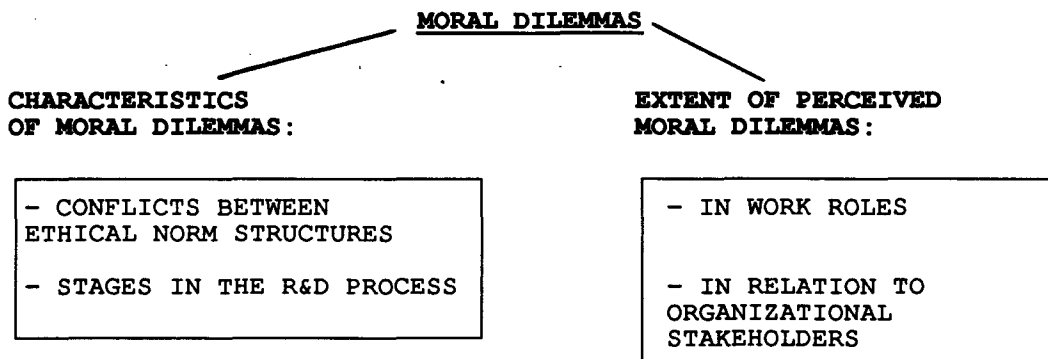 MORAL DILEMMAS
CHARACTERISTICS
OF MORAL DILEMMAS:
- CONFLICTS BETWEEN
ETHICAL NORM STRUCTURES
- STAGES IN THE R&D PROCESS
EXTENT OF PERCEIVED
MORAL DILEMMAS:
- IN WORK ROLES
- IN RELATION TO
ORGANIZATIONAL
STAKEHOLDERS